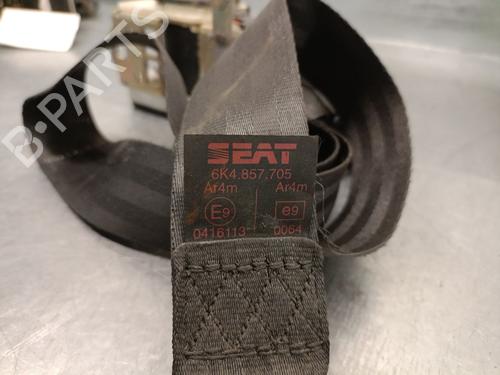 B-PARTS
SEAT
6K4.857.705
Ar4m Ar4m
E9 e9
0416113 0064